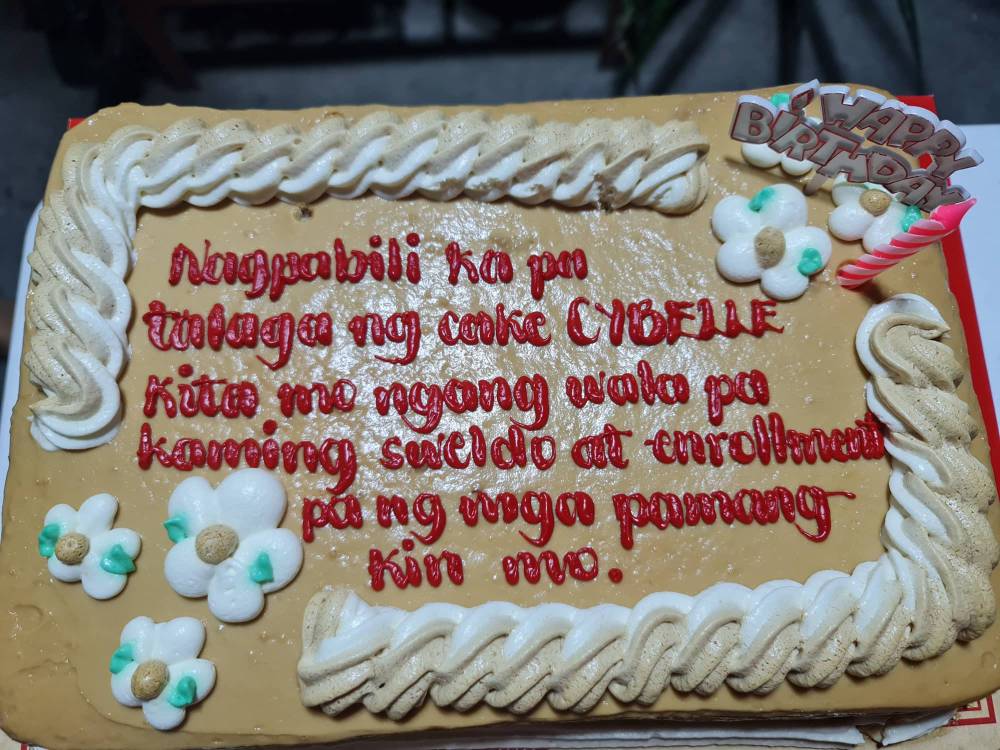 HAPPY
BIRTHDAY
Nagpabili ka pa
talaga ng cake CYBELLE
kita mo ngang wala pa
kaming sweldo at enrollment
pa ng mga pamang
kin mo.